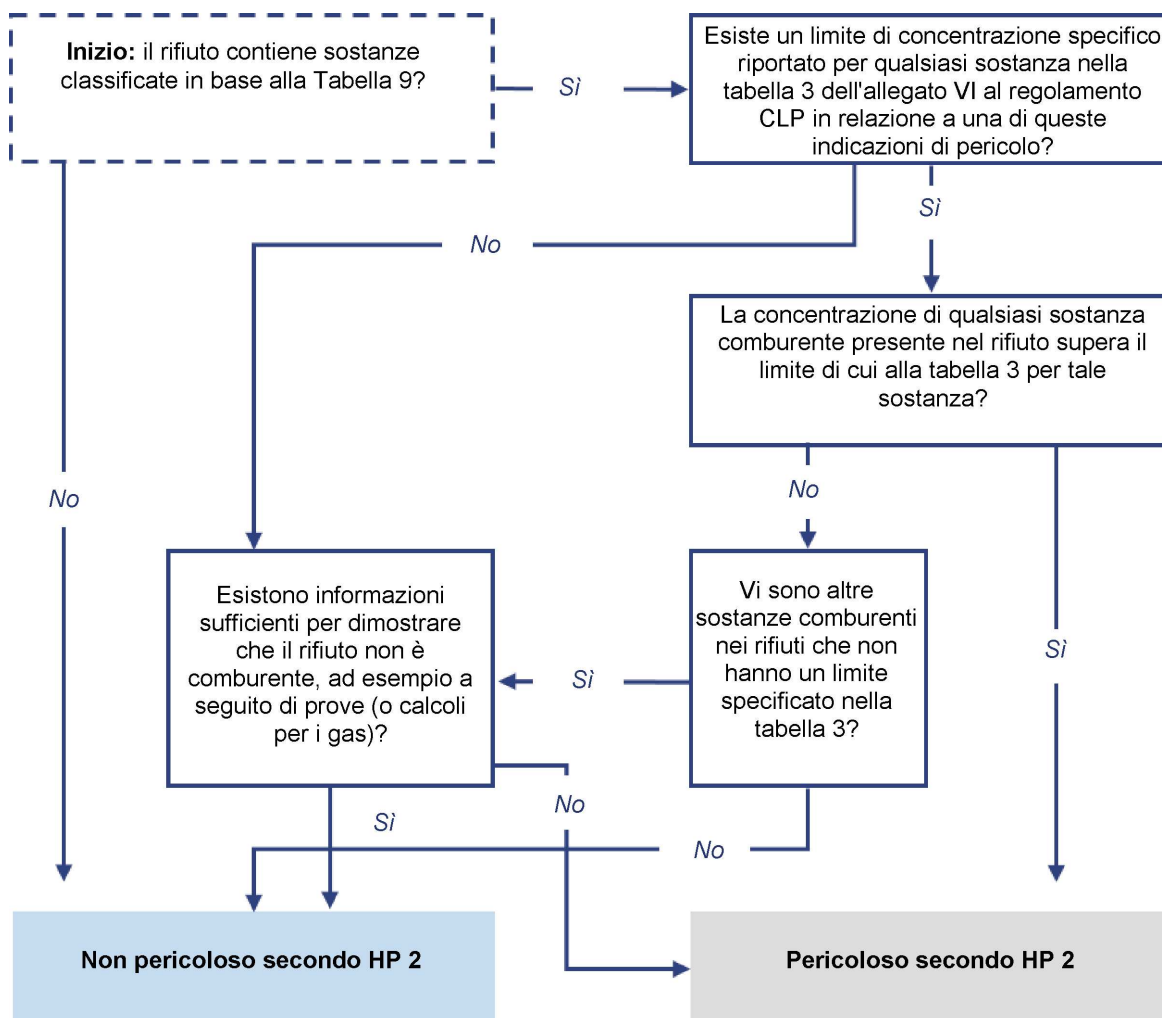 Inizio: il rifiuto contiene sostanze
classificate in base alla Tabella 9?
Sì
Esiste un limite di concentrazione specifico
riportato per qualsiasi sostanza nella
tabella 3 dell'allegato VI al regolamento
CLP in relazione a una di queste
indicazioni di pericolo?
Sì
No
La concentrazione di qualsiasi sostanza
comburente presente nel rifiuto supera il
limite di cui alla tabella 3 per tale
sostanza?
No
No
Esistono informazioni
sufficienti per dimostrare
che il rifiuto non è
comburente, ad esempio a
seguito di prove (o calcoli
per i gas)?
Sì
Vi sono altre
sostanze comburenti
nei rifiuti che non
hanno un limite
specificato nella
tabella 3?
Sì
No
Sì
No
Non pericoloso secondo HP 2
Pericoloso secondo HP 2